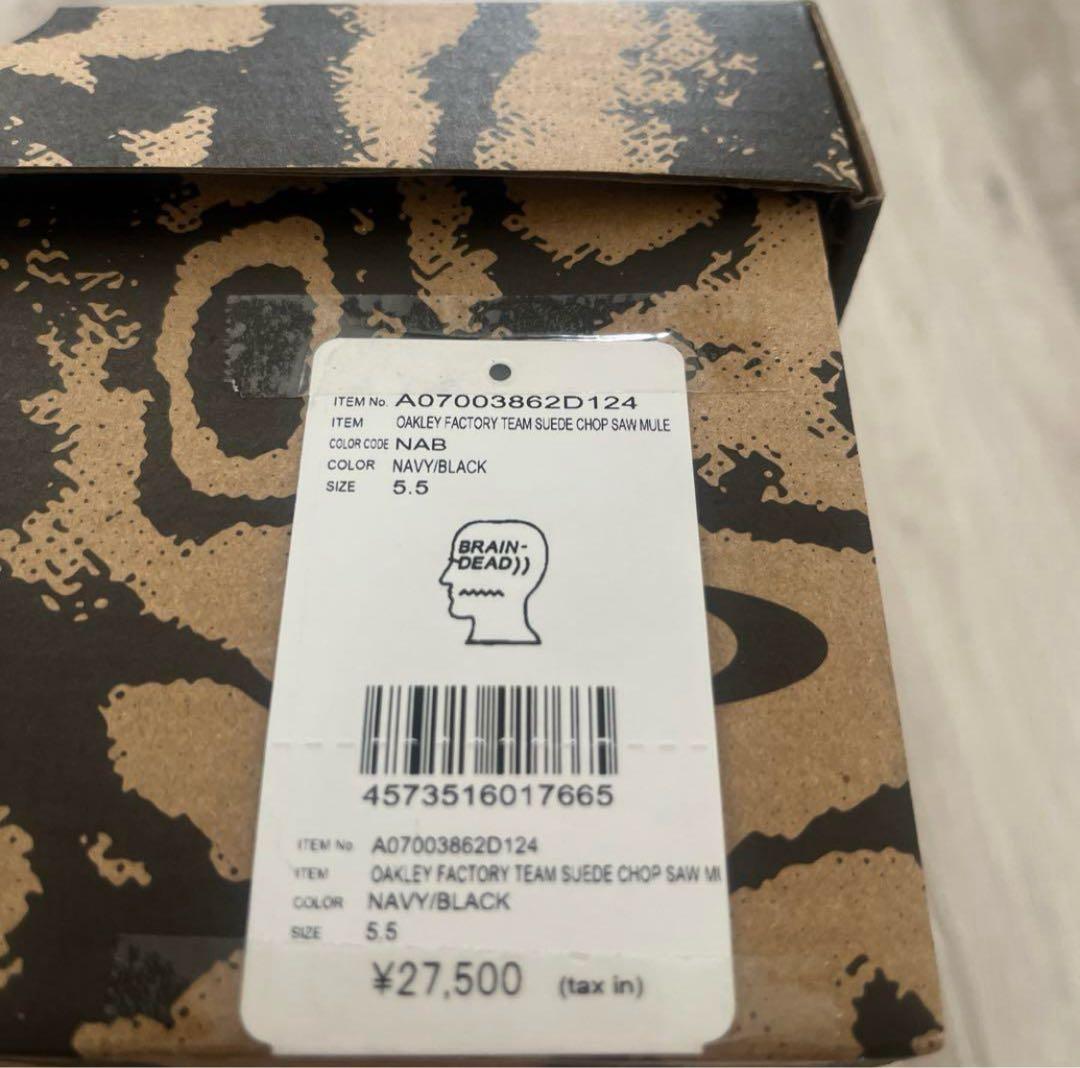 ITEM No. A07003862D124
ITEM OAKLEY FACTORY TEAM SUEDE CHOP SAW MULE
COLOR CODE NAB
COLOR NAVY/BLACK
SIZE 5.5
BRAIN-
DEAD))
4573516017665
ITEM No A07003862D124
ITEM OAKLEY FACTORY TEAM SUEDE CHOP SAW MU
COLOR NAVY/BLACK
SIZE 5.5
¥27,500 (tax in)